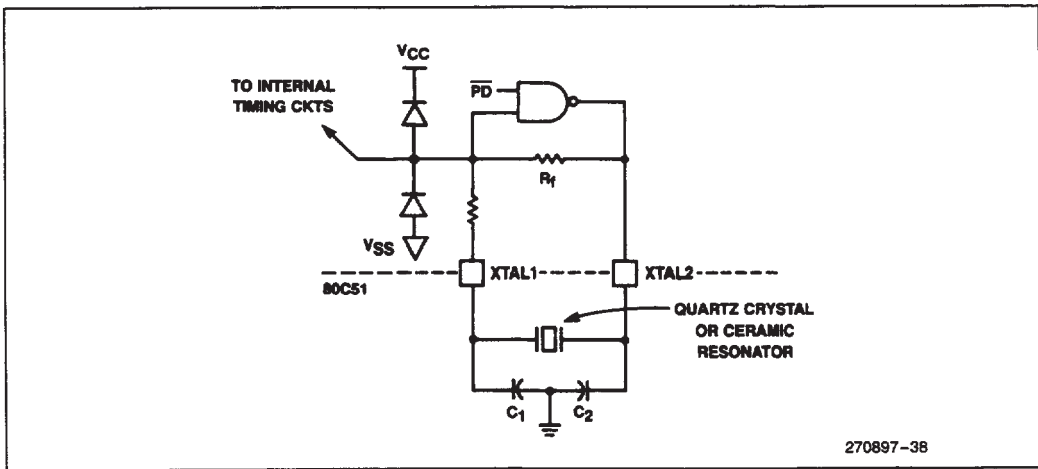 VCC
TO INTERNAL
TIMING CKTS
PD
Rf
VSS
XTAL1
XTAL2
80C51
QUARTZ CRYSTAL
OR CERAMIC
RESONATOR
C1
C2
270897-38